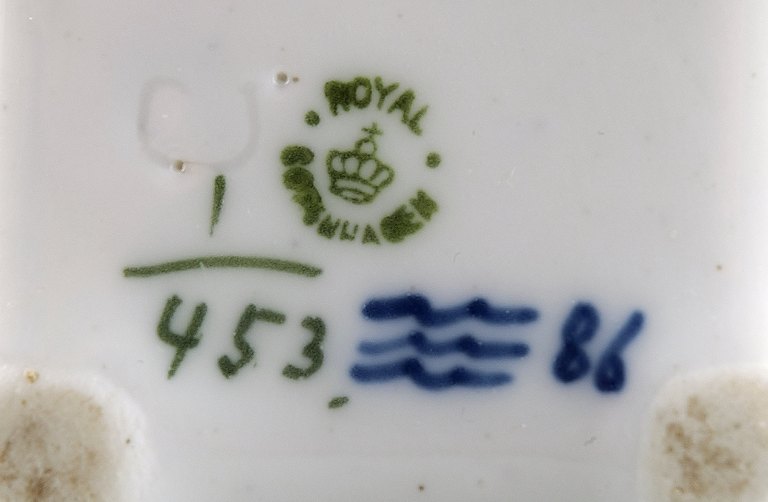 ROYAL
COPENHAGEN
1
453.
86